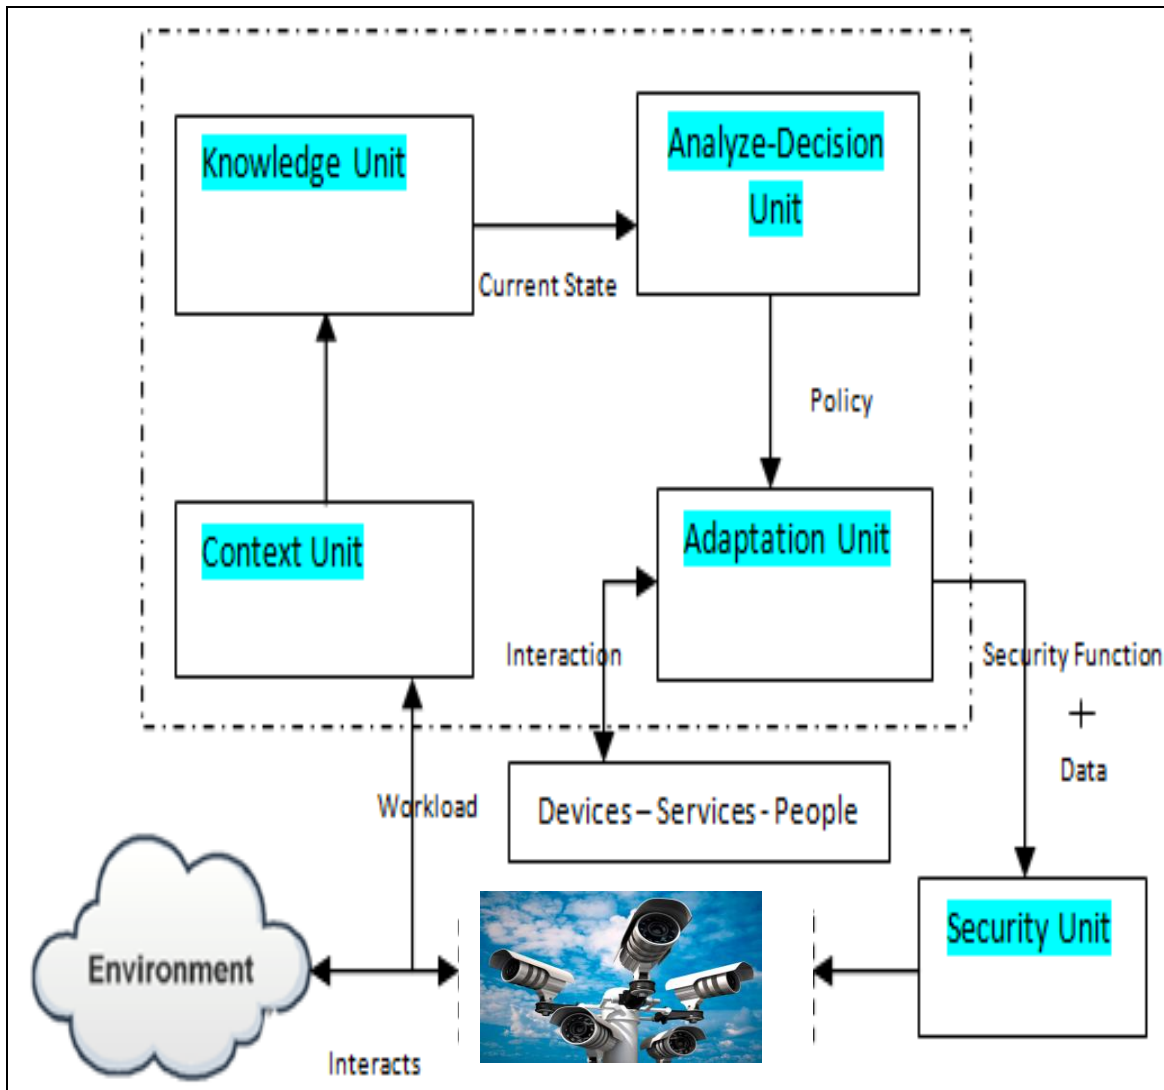 Knowledge Unit
Analyze-Decision
Unit
Current State
Policy
Context Unit
Adaptation Unit
Interaction
Security Function
+
Data
Workload
Devices – Services - People
Environment
Security Unit
Interacts